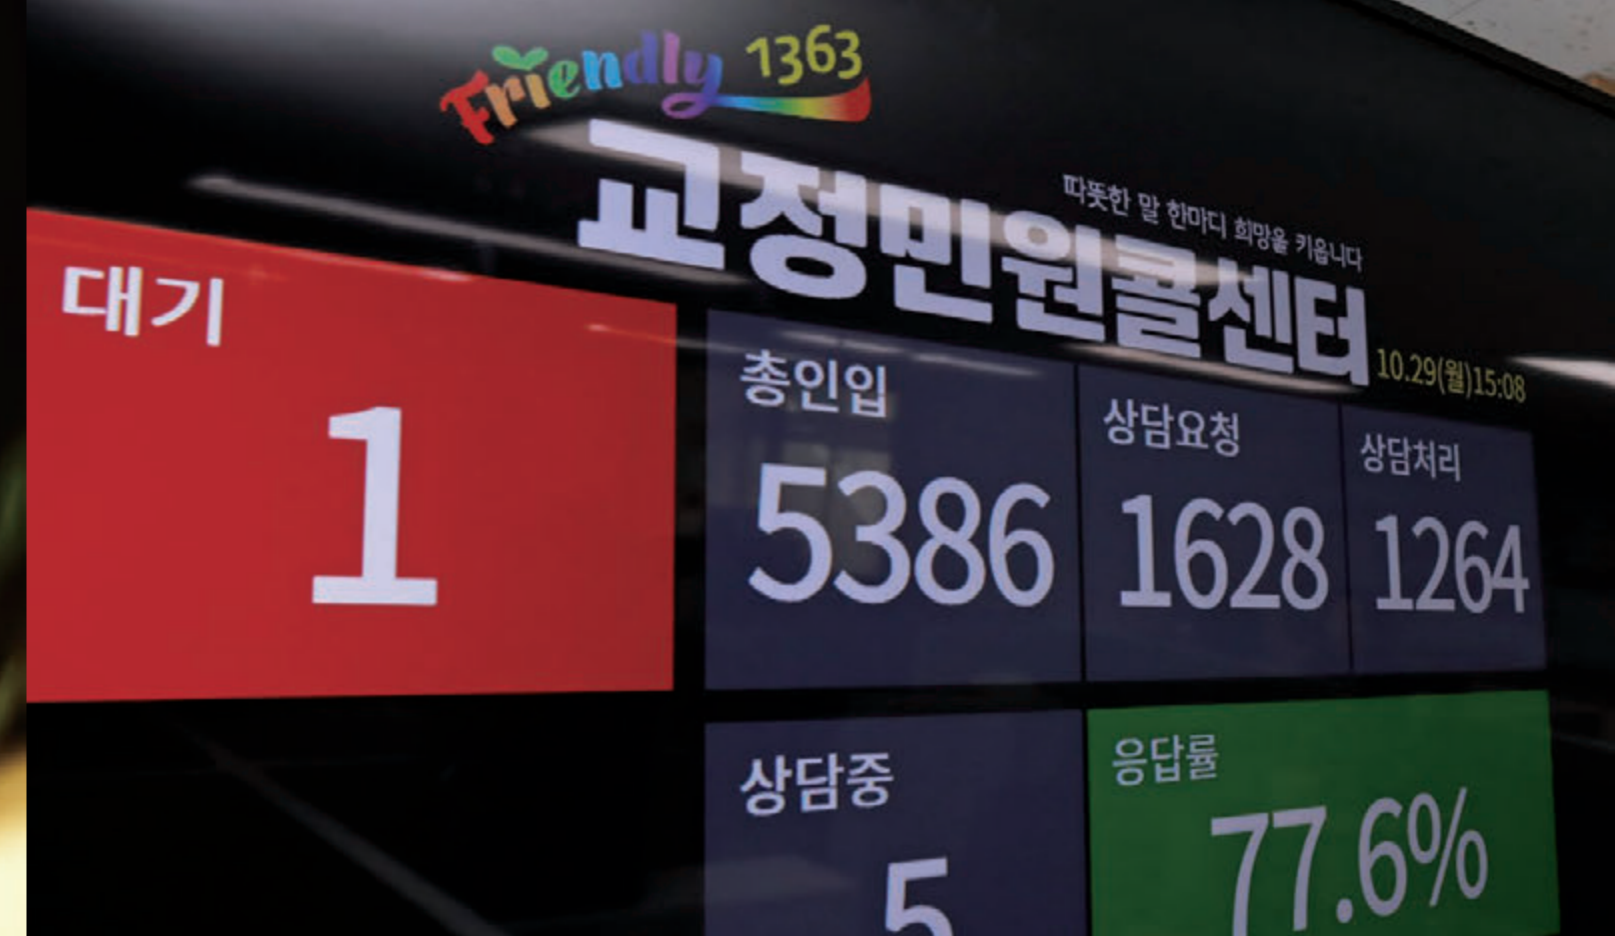 Friendly 1363
따뜻한 말 한마디 희망을 키웁니다
교정민원콜센터
10.29(월)15:08
대기
1
총인입
5386
상담요청
1628
상담처리
1264
상담중
5
응답률
77.6%